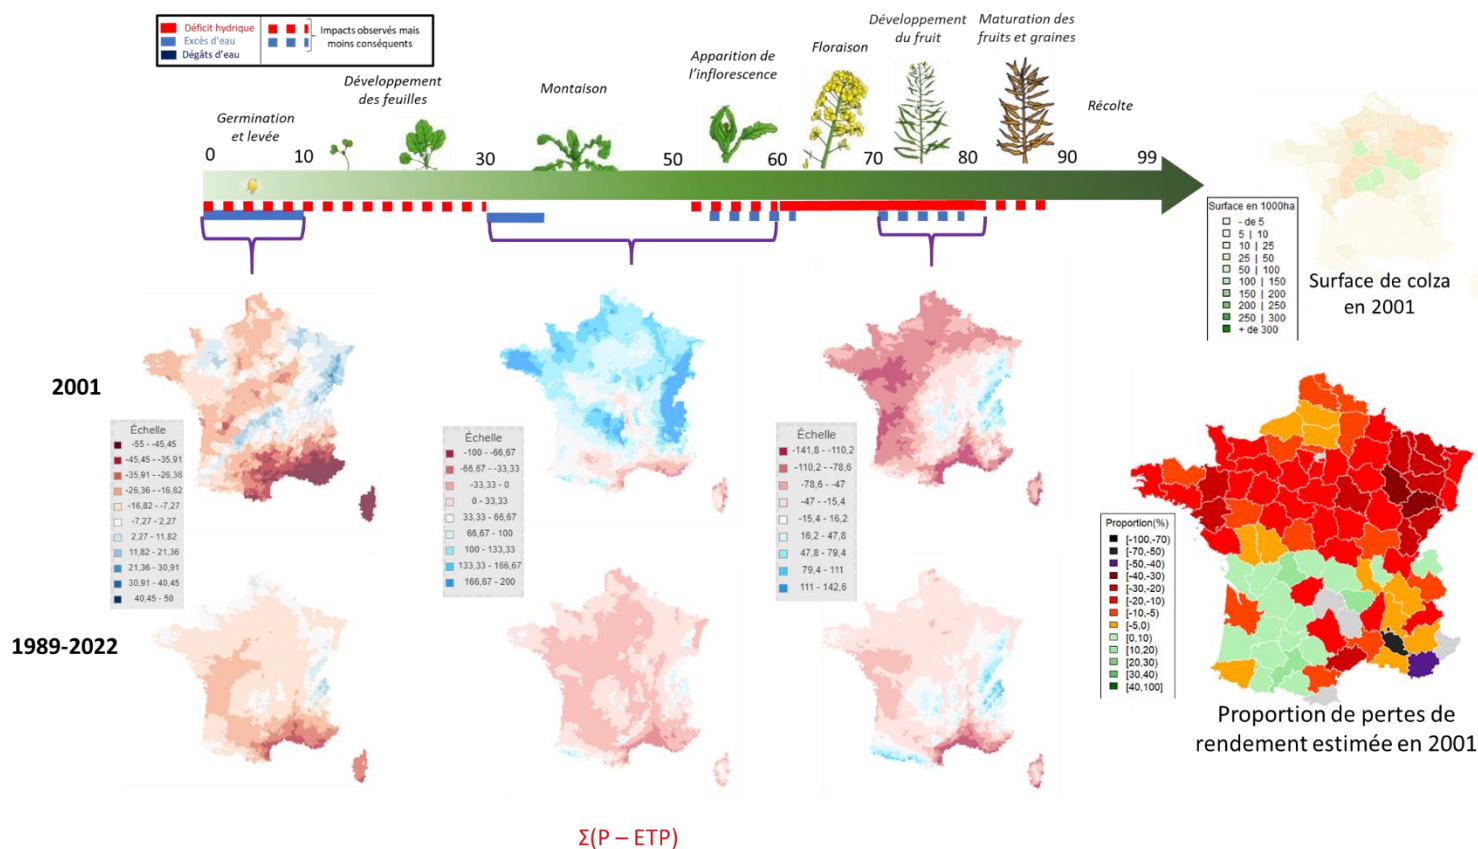 Déficit hydrique
Excès d'eau
Dégâts d'eau
Impacts observés mais
moins conséquents
Germination
et levée
Développement
des feuilles
Montaison
Apparition de
l'inflorescence
Floraison
Développement
du fruit
Maturation des
fruits et graines
Récolte
0
10
30
50
60
70
80
90
99
Surface en 1000ha
- de 5
5 | 10
10 | 25
25 | 50
50 | 100
100 | 150
150 | 200
200 | 250
250 | 300
+ de 300
Surface de colza
en 2001
2001
Échelle
-55 - -45,45
-45,45 - -35,91
-35,91 - -26,36
-26,36 - -16,82
-16,82 - -7,27
-7,27 - 2,27
2,27 - 11,82
11,82 - 21,36
21,36 - 30,91
30,91 - 40,45
40,45 - 50
Échelle
-100 - -66,67
-66,67 - -33,33
-33,33 - 0
0 - 33,33
33,33 - 66,67
66,67 - 100
100 - 133,33
133,33 - 166,67
166,67 - 200
Échelle
-141,8 - -110,2
-110,2 - -78,6
-78,6 - -47
-47 - -15,4
-15,4 - 16,2
16,2 - 47,8
47,8 - 79,4
79,4 - 111
111 - 142,6
Proportion(%)
[-100,-70)
[-70,-50)
[-50,-40)
[-40,-30)
[-30,-20)
[-20,-10)
[-10,-5)
[-5,0)
[0,10)
[10,20)
[20,30)
[30,40)
[40,100]
1989-2022
Proportion de pertes de
rendement estimée en 2001
Σ(P – ETP)